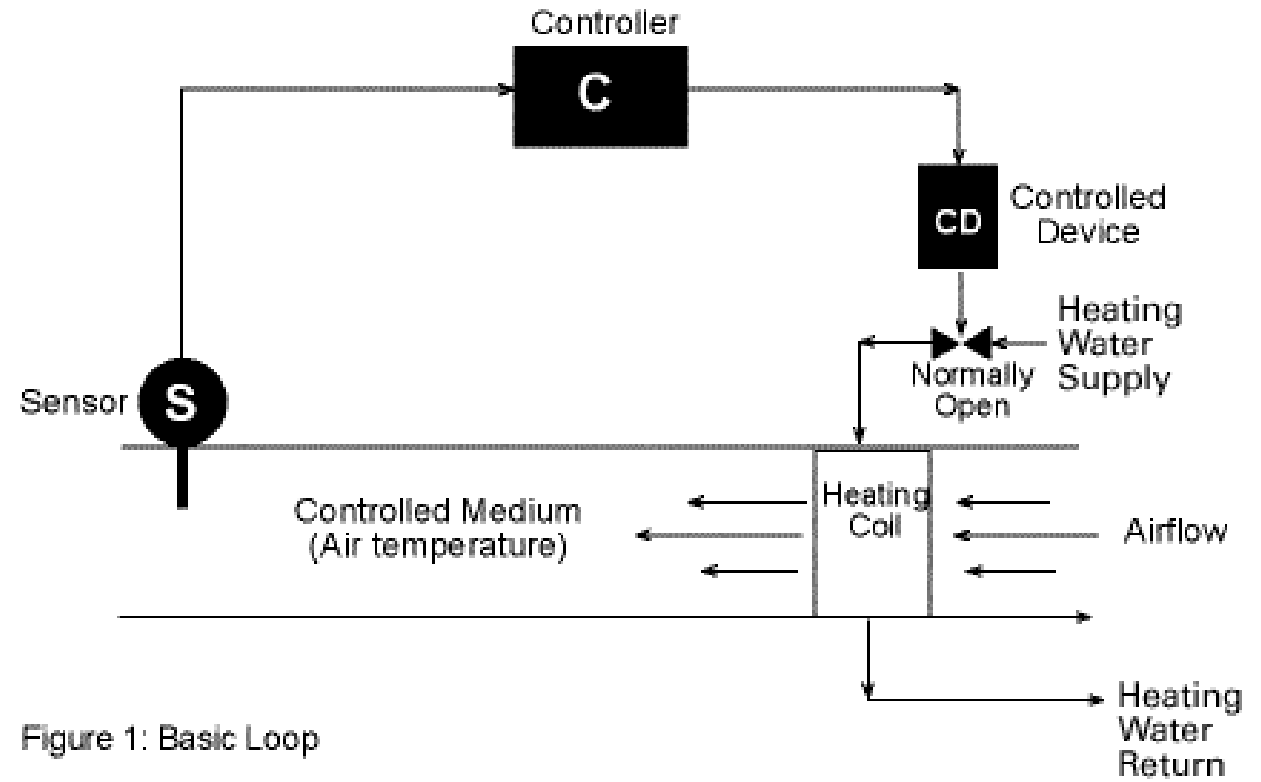 Controller
C
CD
Controlled
Device
Heating
Water
Supply
Normally
Open
Sensor
S
Controlled Medium
(Air temperature)
Heating
Coil
Airflow
Heating
Water
Return
Figure 1: Basic Loop